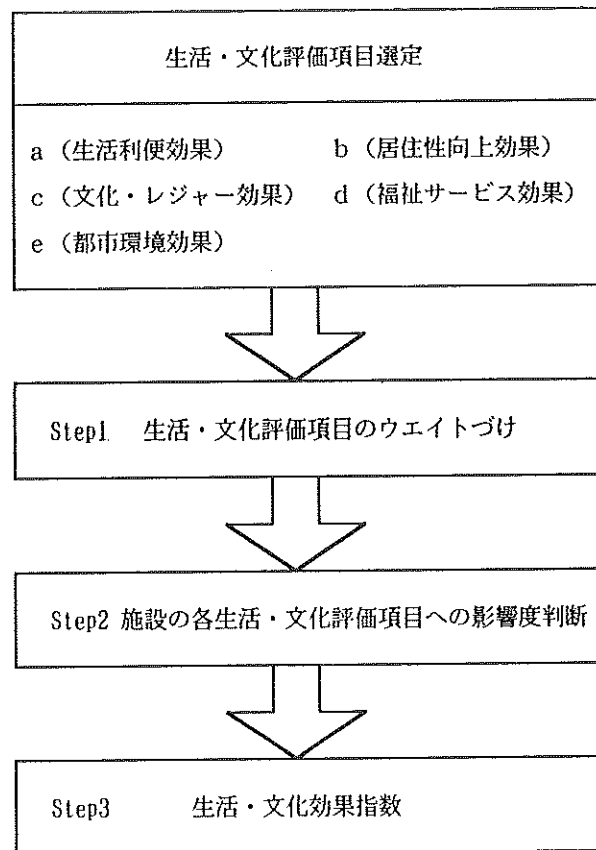 生活・文化評価項目選定
a（生活利便効果） b（居住性向上効果）
c（文化・レジャー効果） d（福祉サービス効果）
e（都市環境効果）
Step1 生活・文化評価項目のウエイトづけ
Step2 施設の各生活・文化評価項目への影響度判断
Step3 生活・文化効果指数